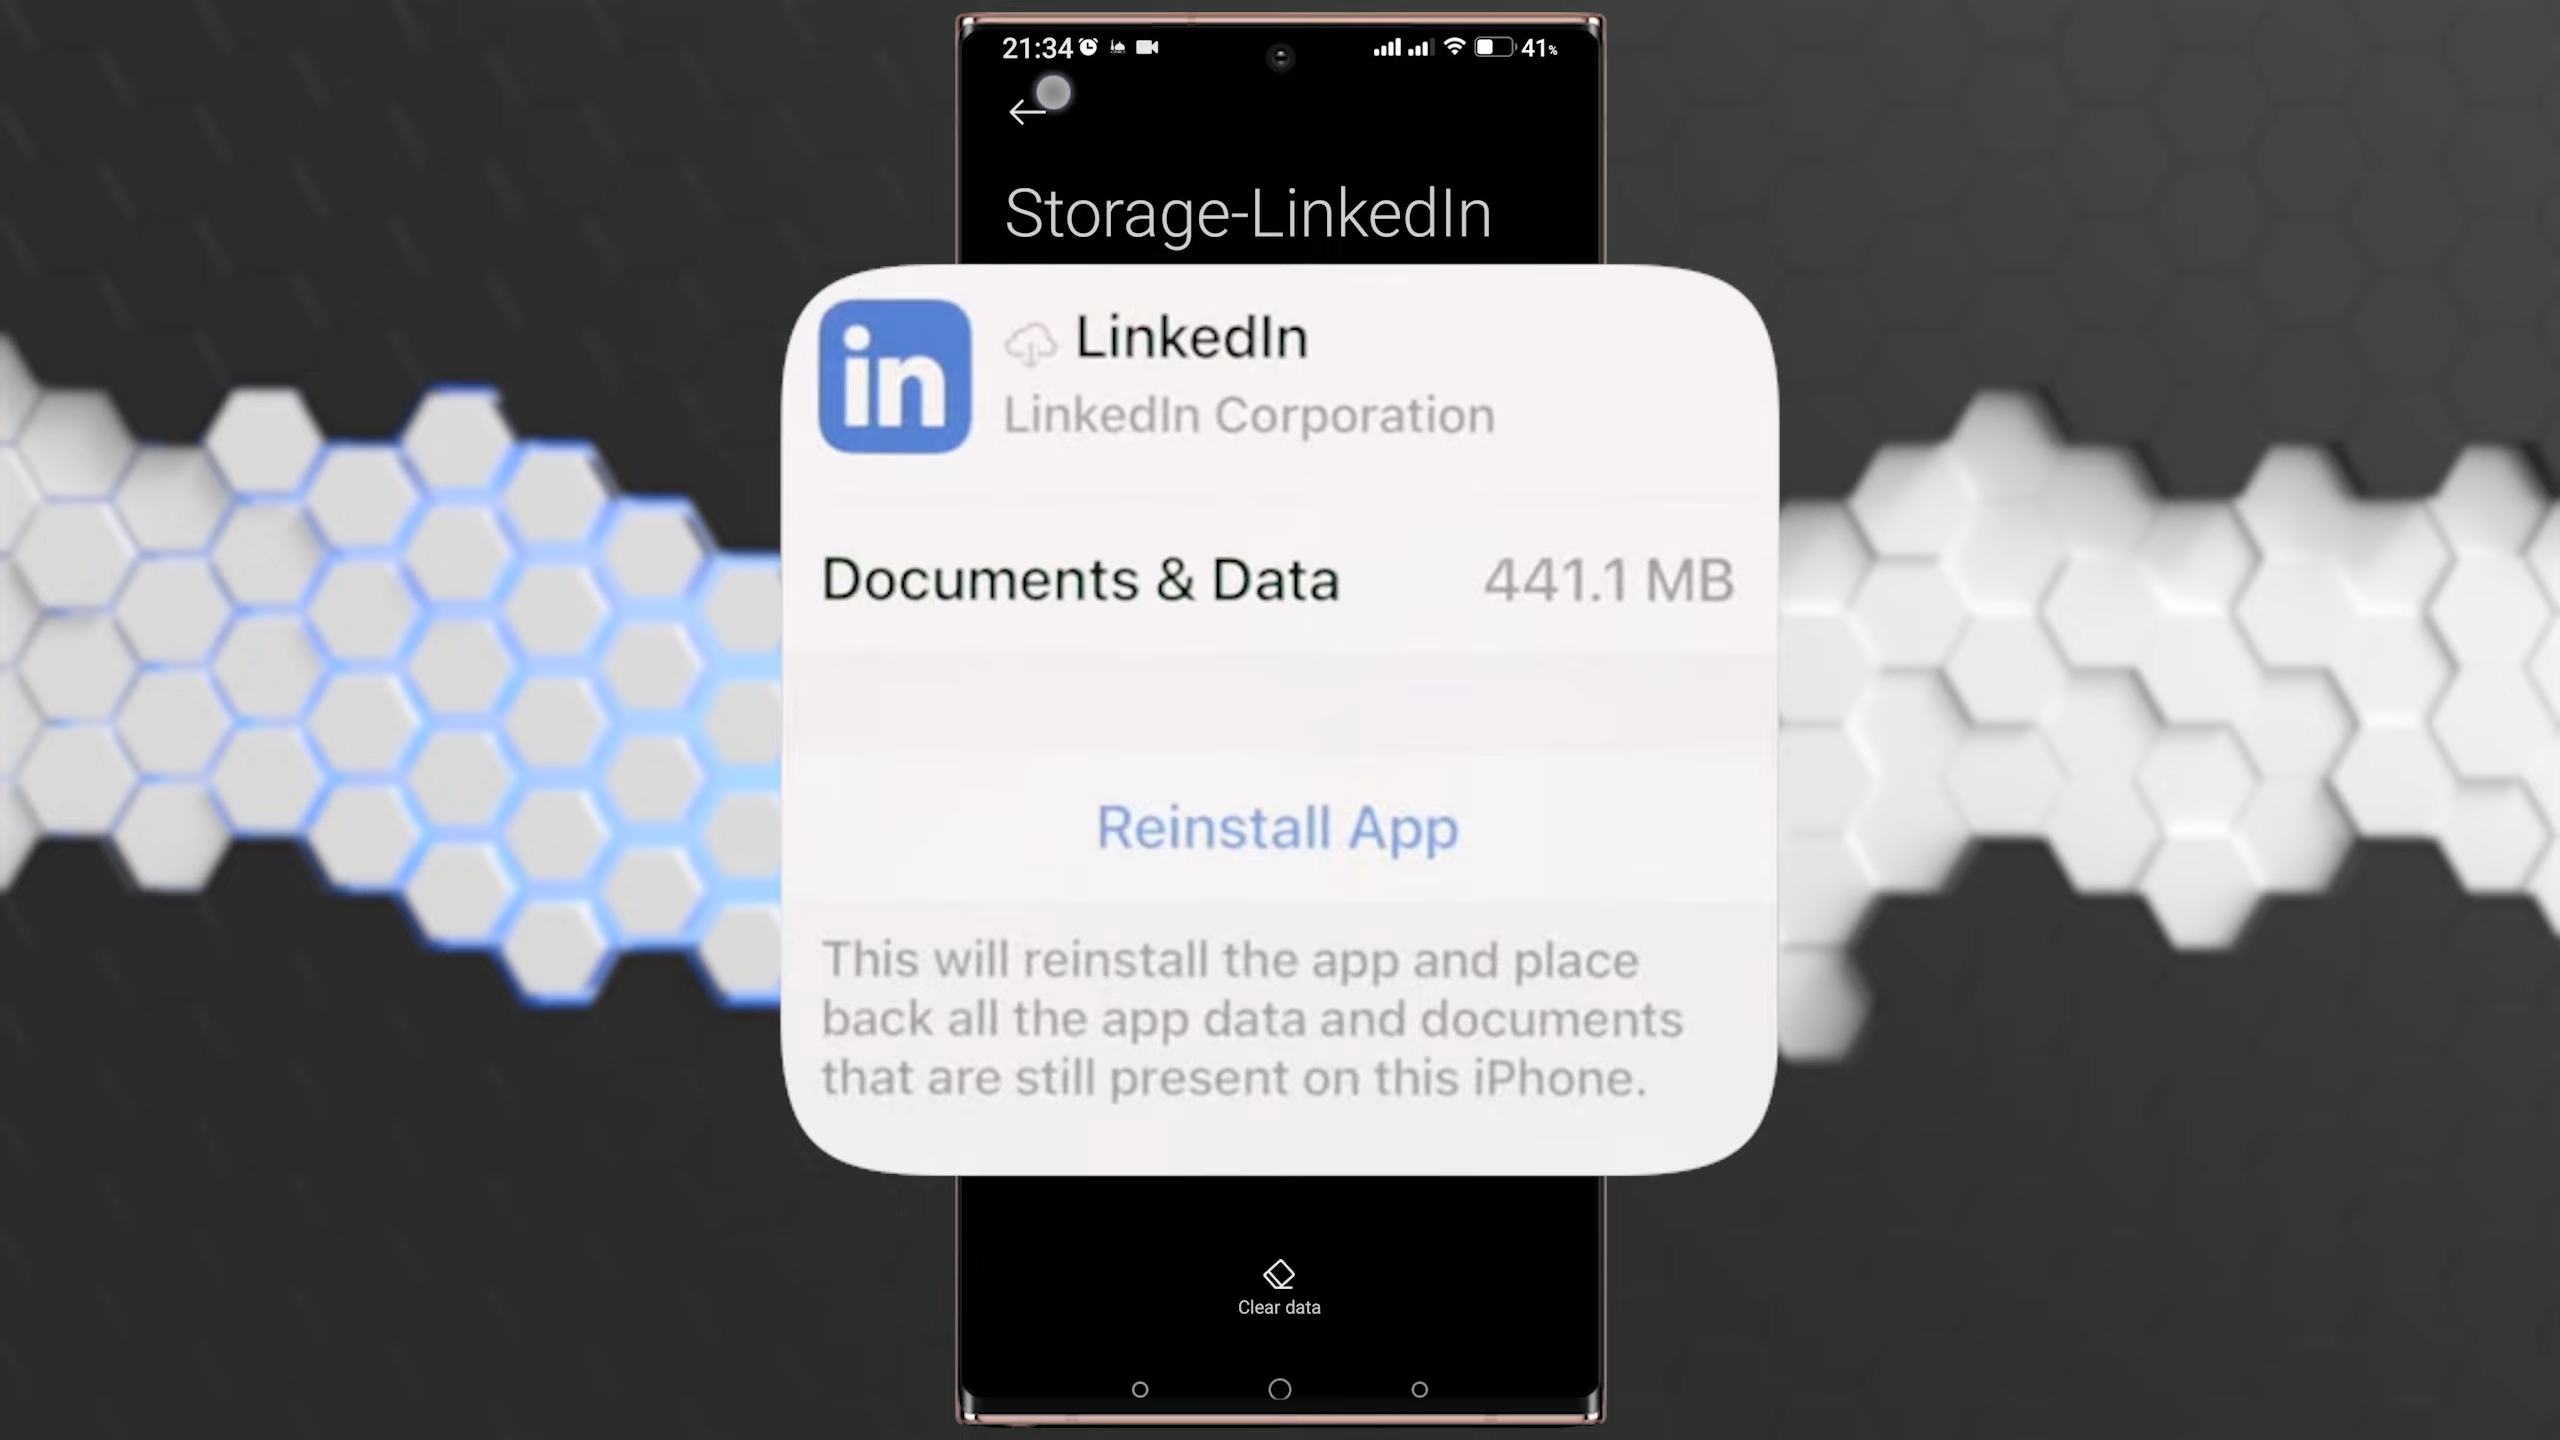 21:34
41%
Storage-LinkedIn
in
LinkedIn
LinkedIn Corporation
Documents & Data 441.1 MB
Reinstall App
This will reinstall the app and place
back all the app data and documents
that are still present on this iPhone.
Clear data